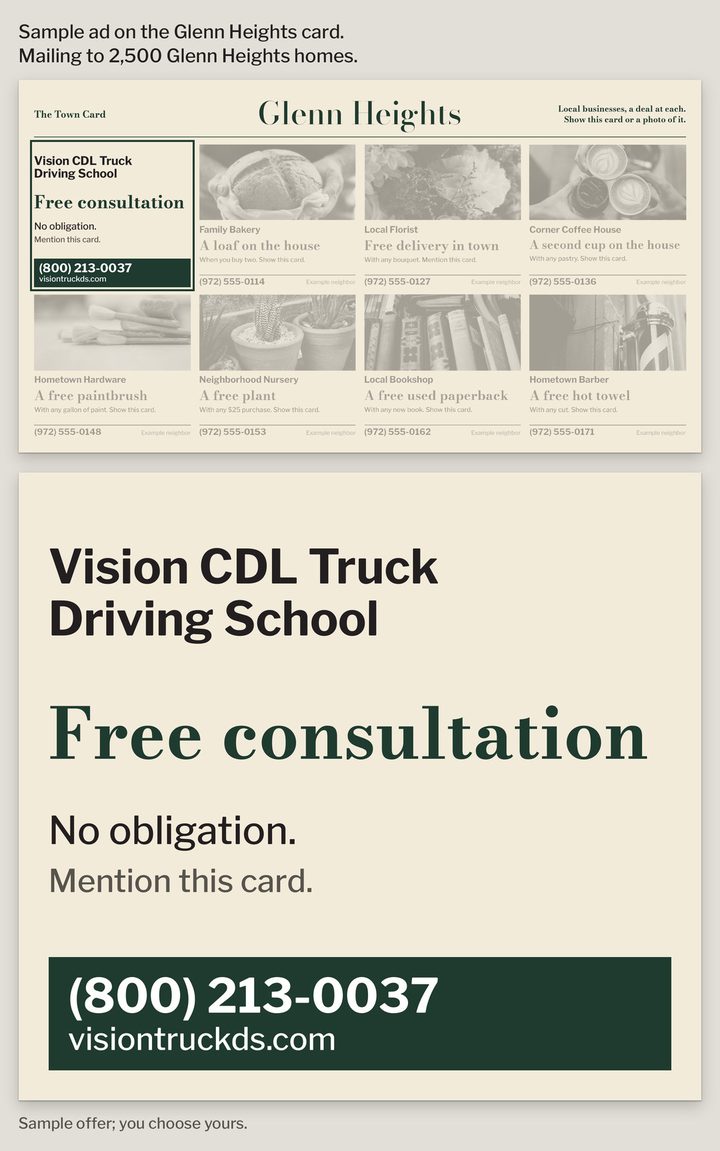 Sample ad on the Glenn Heights card.
Mailing to 2,500 Glenn Heights homes.
The Town Card
Glenn Heights
Local businesses, a deal at each.
Show this card or a photo of it.
Vision CDL Truck
Driving School
Free consultation
No obligation.
Mention this card.
(800) 213-0037
visiontruckds.com
Family Bakery
A loaf on the house
When you buy two. Show this card.
(972) 555-0114
Example neighbor
Local Florist
Free delivery in town
With any bouquet. Mention this card.
(972) 555-0127
Example neighbor
Corner Coffee House
A second cup on the house
With any pastry. Show this card.
(972) 555-0136
Example neighbor
Hometown Hardware
A free paintbrush
With any gallon of paint. Show this card.
(972) 555-0148
Example neighbor
Neighborhood Nursery
A free plant
With any $25 purchase. Show this card.
(972) 555-0153
Example neighbor
Local Bookshop
A free used paperback
With any new book. Show this card.
(972) 555-0162
Example neighbor
Hometown Barber
A free hot towel
With any cut. Show this card.
(972) 555-0171
Example neighbor
Vision CDL Truck
Driving School
Free consultation
No obligation.
Mention this card.
(800) 213-0037
visiontruckds.com
Sample offer; you choose yours.